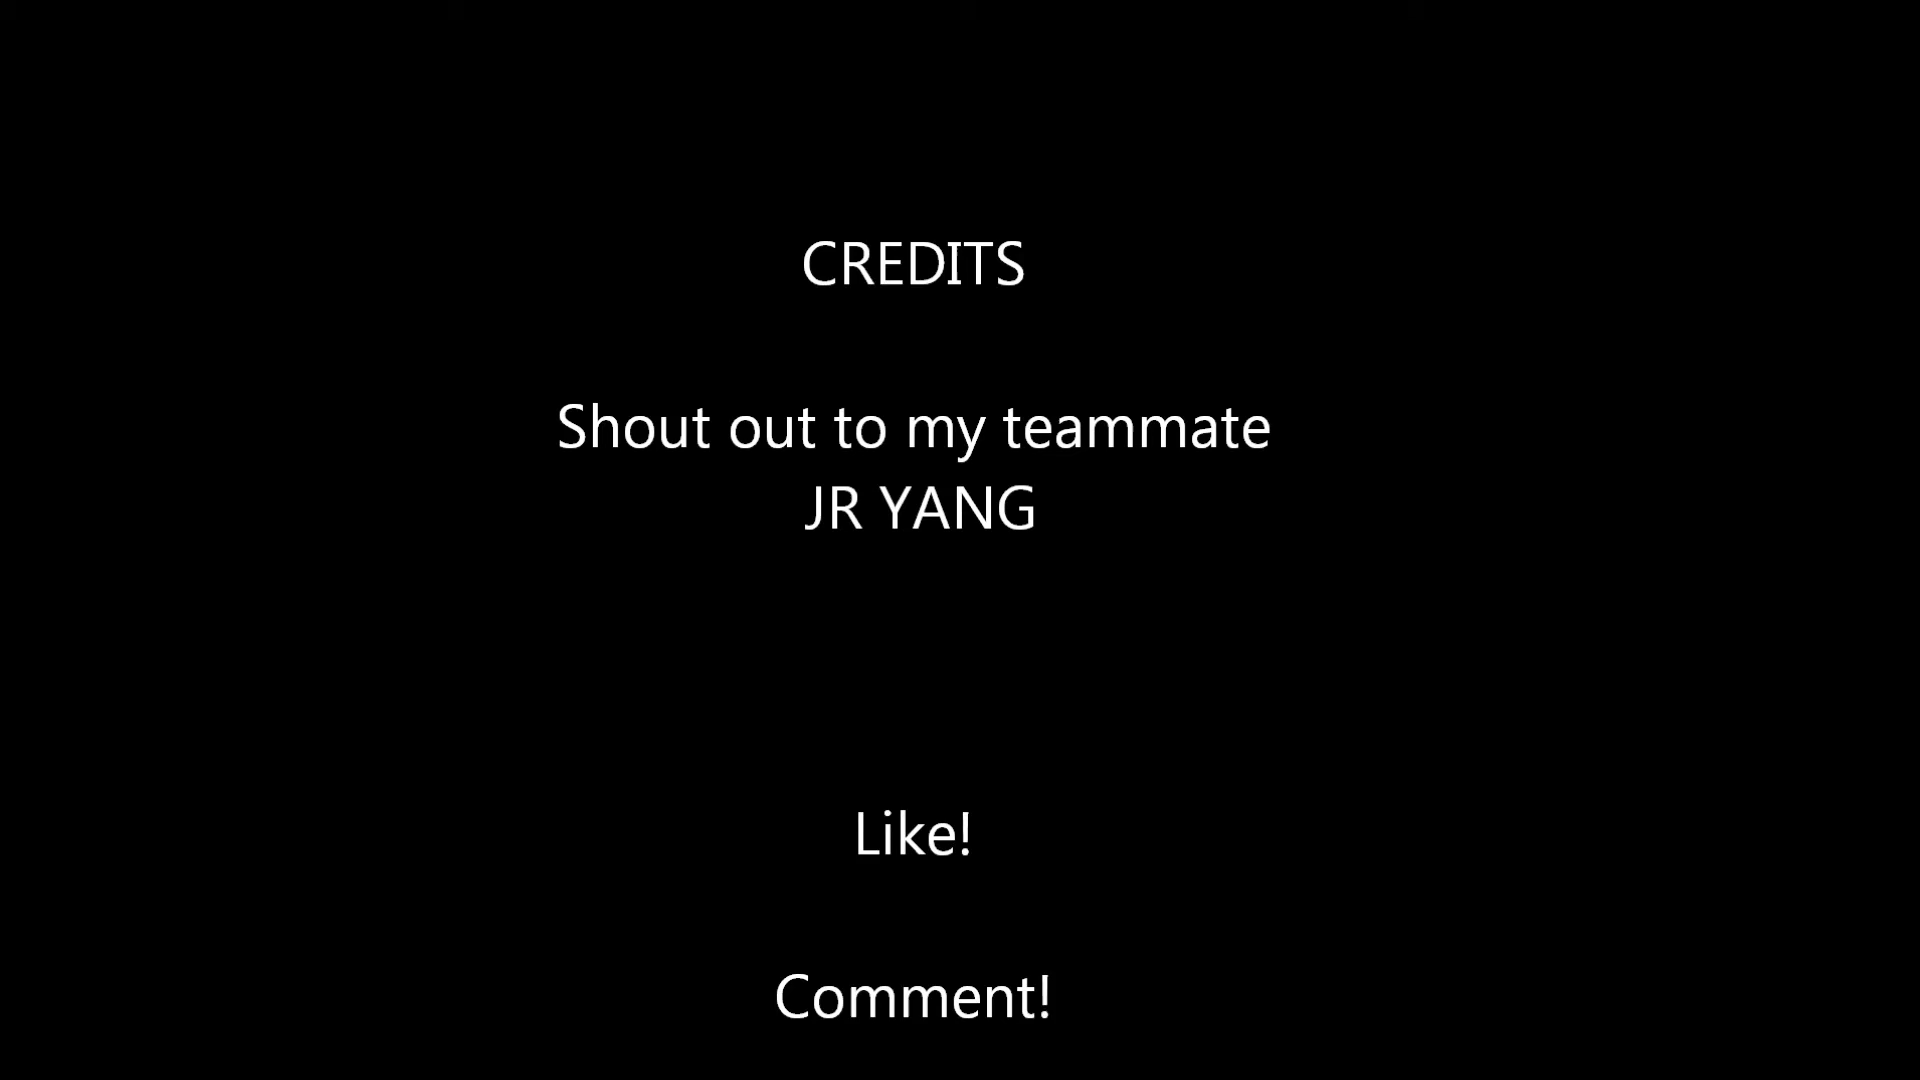 CREDITS
Shout out to my teammate
JR YANG
Like!
Comment!